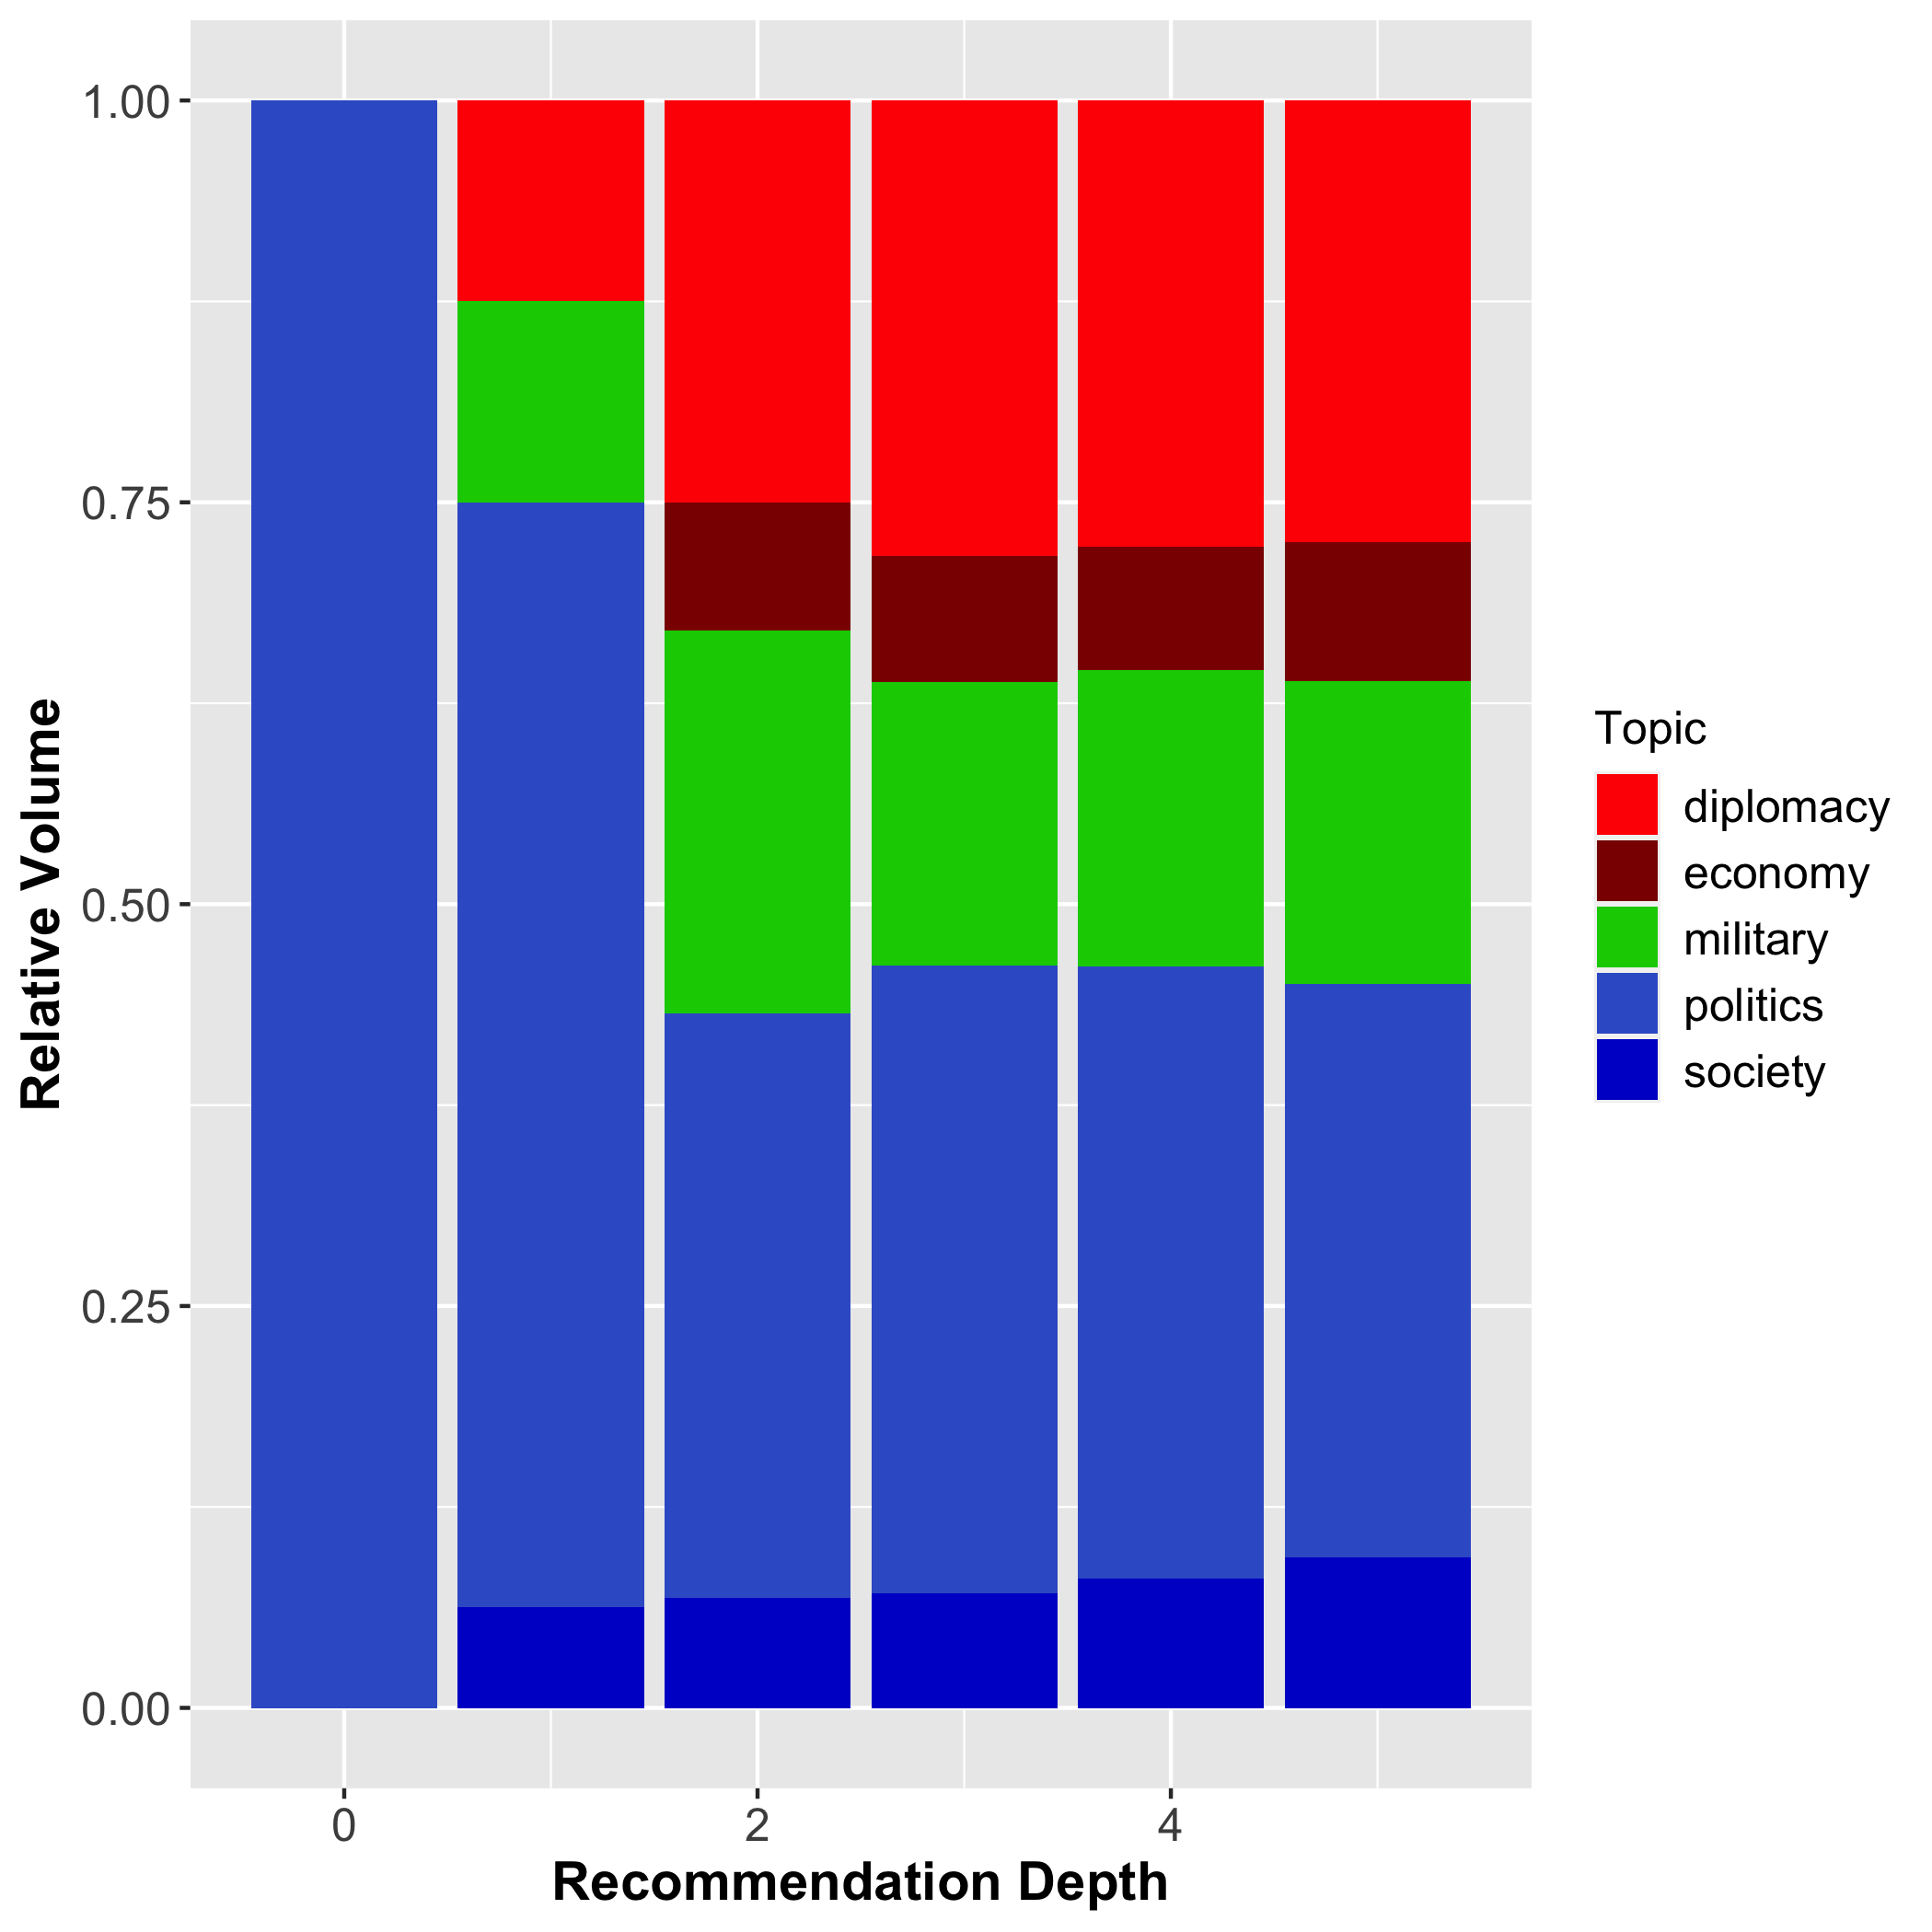 1.00
0.75
0.50
0.25
0.00
Relative Volume
0
2
4
Recommendation Depth
Topic
diplomacy
economy
military
politics
society